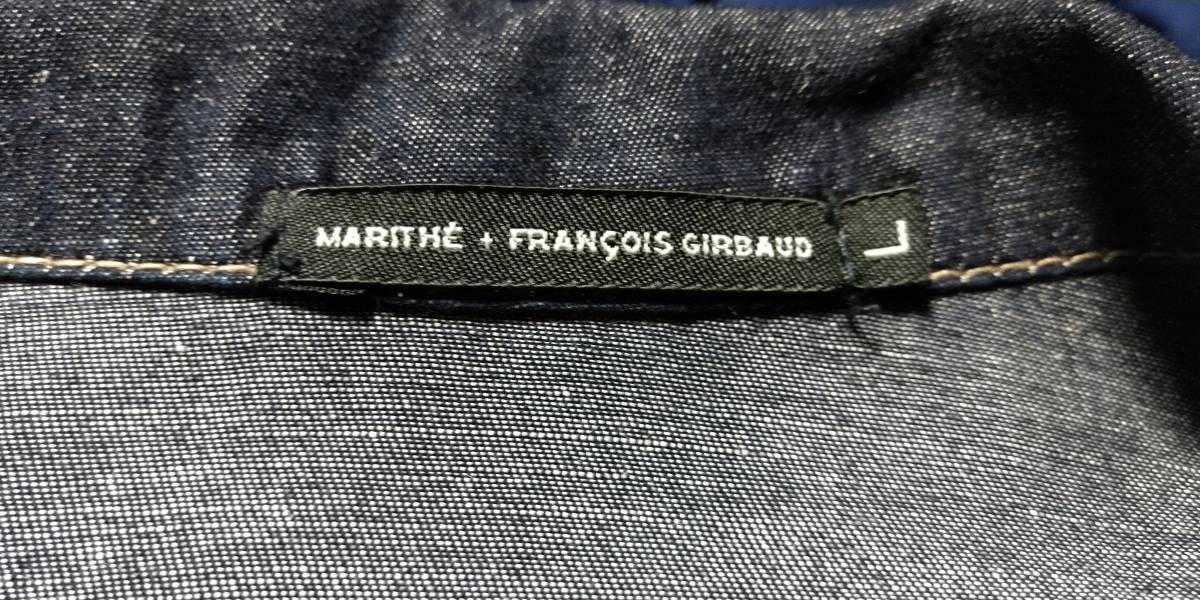 MARITHÉ + FRANÇOIS GIRBAUD
L